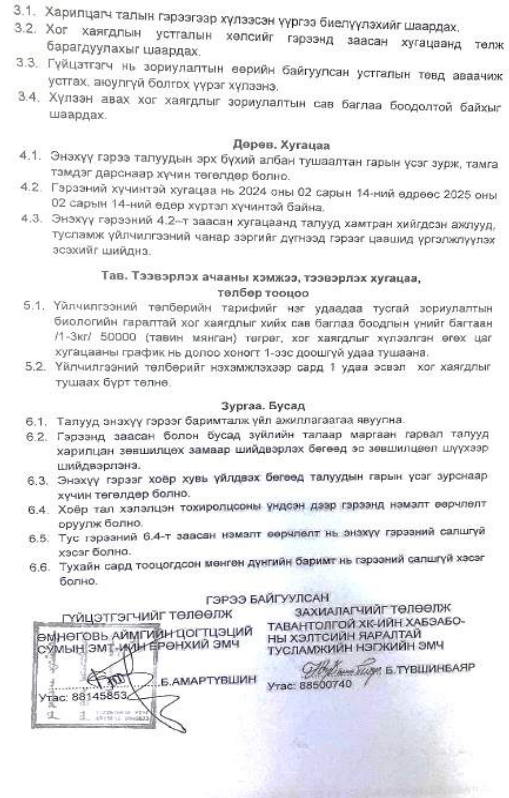 3.1. Харилцагч талын гэрээгээр хүлээсэн үүргээ биелүүлэхийг шаардах.
3.2. Хог хаягдлын устгалын хөлсийг гэрээнд заасан хугацаанд төлж
барагдуулахыг шаардах.
3.3. Гүйцэтгэгч нь зориулалтын өөрийн байгуулсан устгалын төвд аваачиж
устгах, аюулгүй болгох үүрэг хүлээнэ.
3.4. Хүлээн авах хог хаягдлыг зориулалтын сав баглаа боодолтой байхыг
шаардах.
Дөрөв. Хугацаа
4.1. Энэхүү гэрээ талуудын эрх бүхий албан тушаалтан гарын үсэг зурж, тамга
тэмдэг дарснаар хүчин төгөлдөр болно.
4.2. Гэрээний хүчинтэй хугацаа нь 2024 оны 02 сарын 14-ний өдрөөс 2025 оны
02 сарын 14-ний өдөр хүртэл хүчинтэй байна.
4.3. Энэхүү гэрээний 4.2–т заасан хугацаанд талууд хамтран хийгдсэн ажлууд,
тусламж үйлчилгээний чанар зэргийг дүгнээд гэрээг цаашид үргэлжлүүлэх
эсэхийг шийднэ.
Тав. Тээвэрлэх ачааны хэмжээ, тээвэрлэх хугацаа,
төлбөр тооцоо
5.1. Үйлчилгээний төлбөрийн тарифийг нэг удаадаа тусгай зориулалтын
биологийн гаралтай хог хаягдлыг хийх сав баглаа боодлын үнийг багтаан
/1-3кг/ 50000 (тавин мянган) төгрөг, хог хаягдлыг хүлээлгэн өгөх цаг
хугацааны график нь долоо хоногт 1-ээс доошгүй удаа тушаана.
5.2. Үйлчилгээний төлбөрийг нэхэмжлэхээр сард 1 удаа эсвэл хог хаягдлыг
тушаах бүрт төлнө.
Зургаа. Бусад
6.1. Талууд энэхүү гэрээг баримталж үйл ажиллагаагаа явуулна.
6.2. Гэрээнд заасан болон бусад зүйлийн талаар маргаан гарвал талууд
харилцан зөвшилцөх замаар шийдвэрлэх бөгөөд эс зөвшилцвөл шүүхээр
шийдвэрлэнэ.
6.3. Энэхүү гэрээг хоёр хувь үйлдвэх бөгөөд талуудын гарын үсэг зурснаар
хүчин төгөлдөр болно.
6.4. Хоёр тал хэлэлцэн тохиролцсоны үндсэн дээр гэрээнд нэмэлт өөрчлөлт
оруулж болно.
6.5. Тус гэрээний 6.4-т заасан нэмэлт өөрчлөлт нь энэхүү гэрээний салшгүй
хэсэг болно.
6.6. Тухайн сард тооцогдсон мөнгөн дүнгийн баримт нь гэрээний салшгүй хэсэг
болно.
ГЭРЭЭ БАЙГУУЛСАН
ГҮЙЦЭТГЭГЧИЙГ ТӨЛӨӨЛЖ
ӨМНӨГОВЬ АЙМГИЙН ЦОГТЦЭЦИЙ
СУМЫН ЭМТ-ИЙН ЕРӨНХИЙ ЭМЧ
Б.АМАРТҮВШИН
Утас: 88145853
ЗАХИАЛАГЧИЙГ ТӨЛӨӨЛЖ
ТАВАНТОЛГОЙ ХК-ИЙН ХАБЭАБО-
НЫ ХЭЛТСИЙН ЯАРАЛТАЙ
ТУСЛАМЖИЙН НЭГЖИЙН ЭМЧ
Б.ТҮВШИНБАЯР
Утас: 88500740